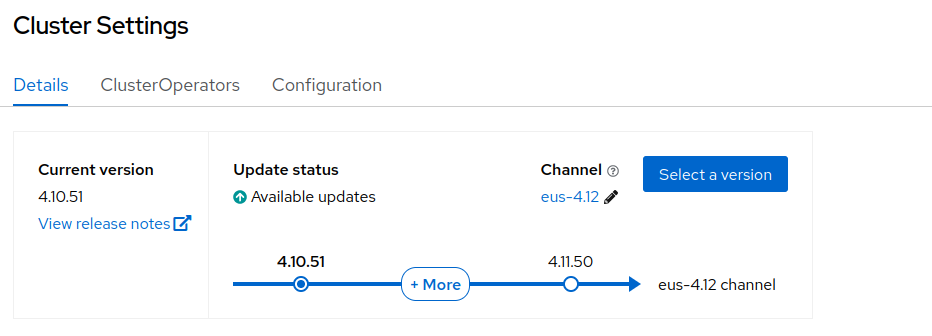 Cluster Settings
Details ClusterOperators Configuration
Current version
4.10.51
View release notes
Update status
Available updates
Channel
eus-4.12
Select a version
4.10.51
+ More
4.11.50
eus-4.12 channel